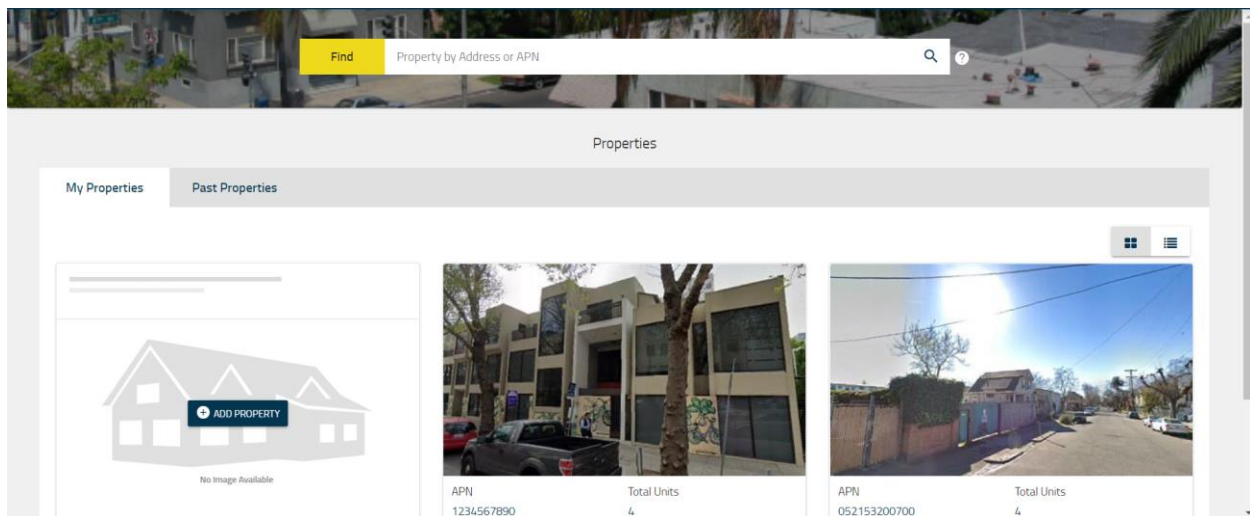 Find
Property by Address or APN
Properties
My Properties
Past Properties
ADD PROPERTY
No Image Available
APN
Total Units
1234567890
4
APN
Total Units
052153200700
4